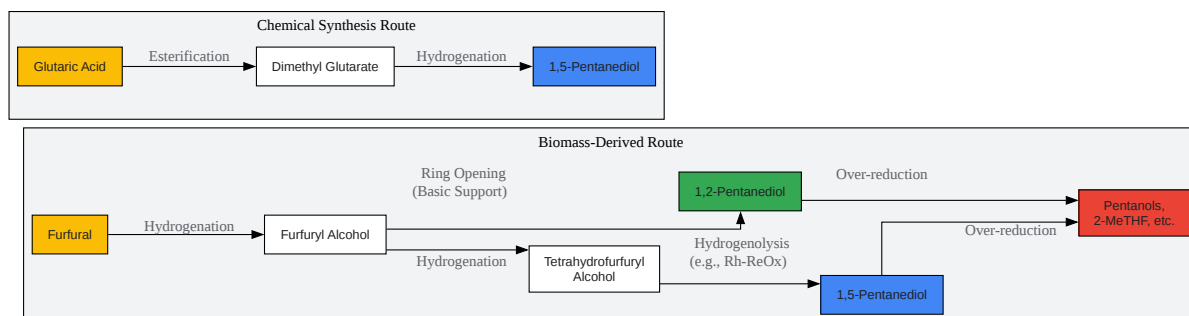 Chemical Synthesis Route
Glutaric Acid
Esterification
Dimethyl Glutarate
Hydrogenation
1,5-Pentanediol
Biomass-Derived Route
Furfural
Hydrogenation
Furfuryl Alcohol
Ring Opening
(Basic Support)
1,2-Pentanediol
Over-reduction
Pentanols,
2-MeTHF, etc.
Hydrogenation
Tetrahydrofurfuryl
Alcohol
Hydrogenolysis
(e.g., Rh-ReOx)
1,5-Pentanediol
Over-reduction